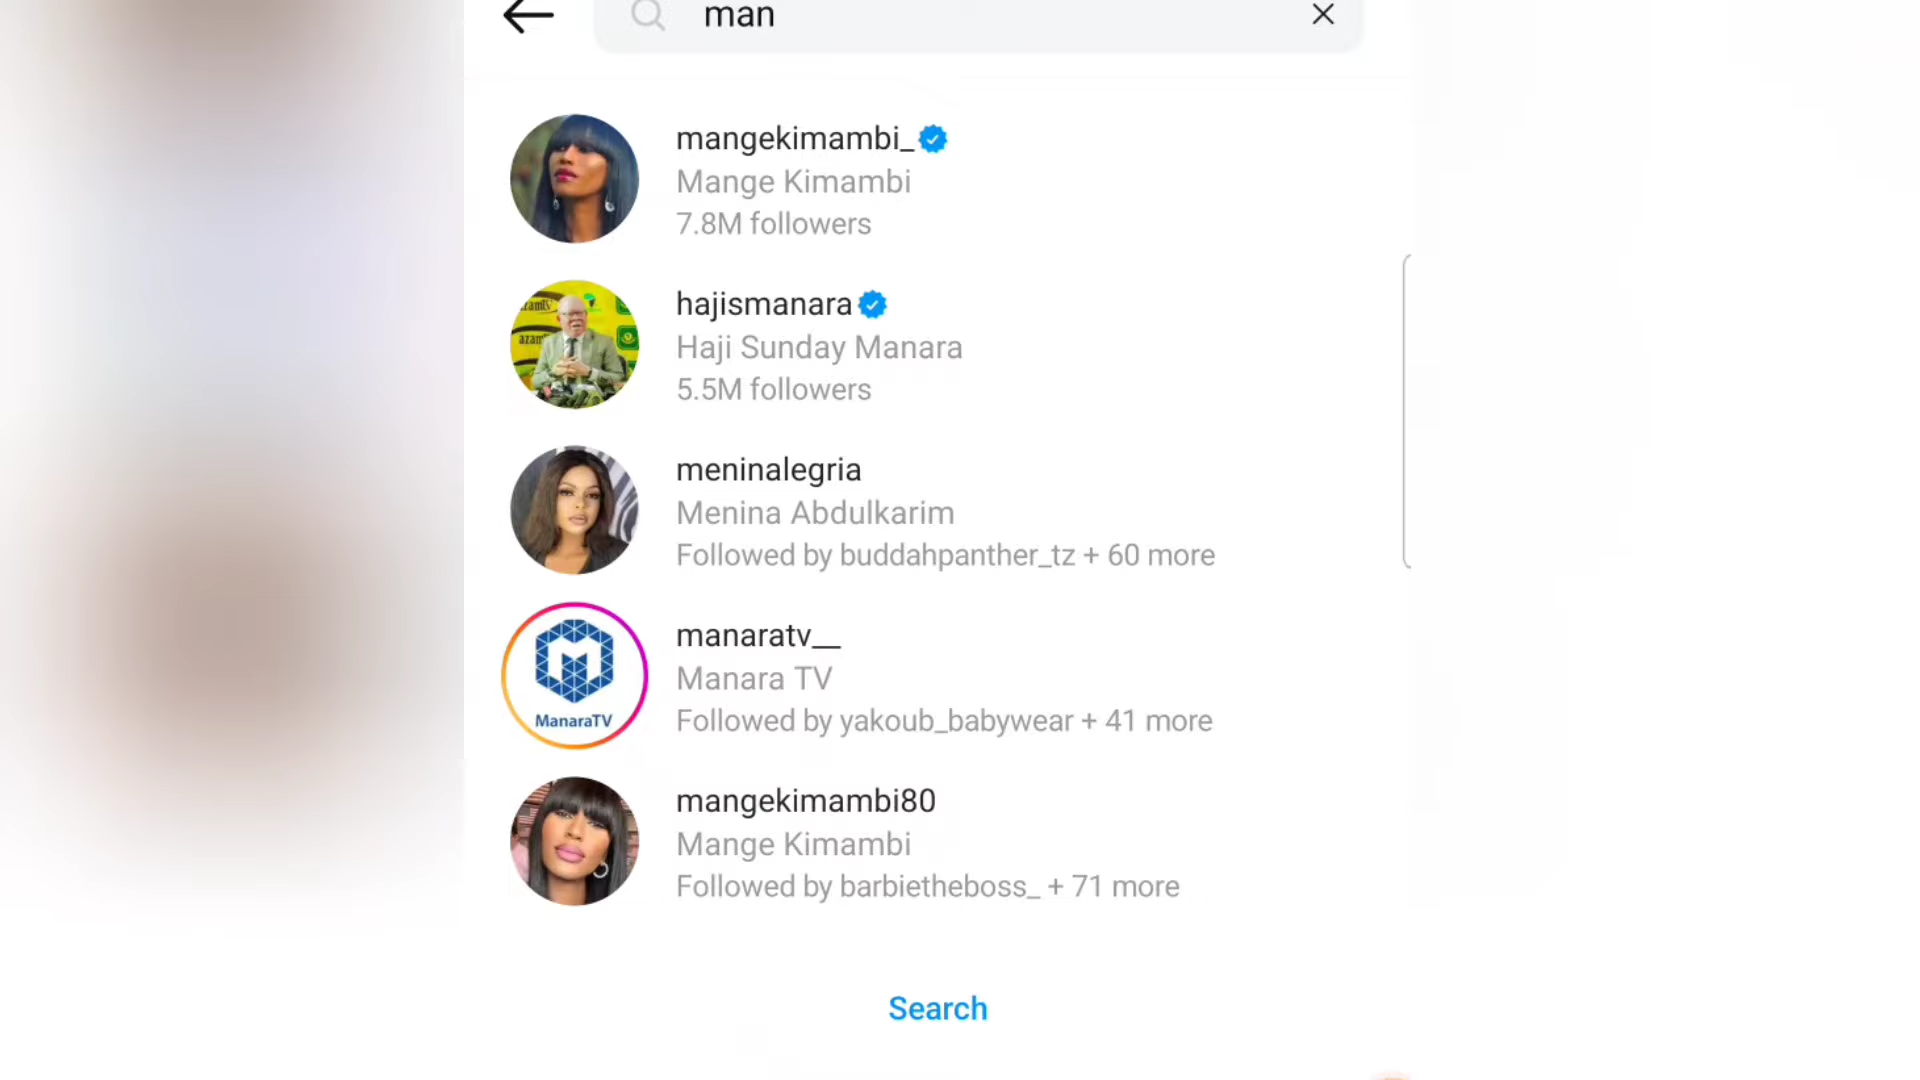 man
mangekimambi_
Mange Kimambi
7.8M followers
hajismanara
Haji Sunday Manara
5.5M followers
azam
meninalegria
Menina Abdulkarim
Followed by buddahpanther_tz + 60 more
manaratv__
Manara TV
Followed by yakoub_babywear + 41 more
ManaraTV
mangekimambi80
Mange Kimambi
Followed by barbietheboss_ + 71 more
Search